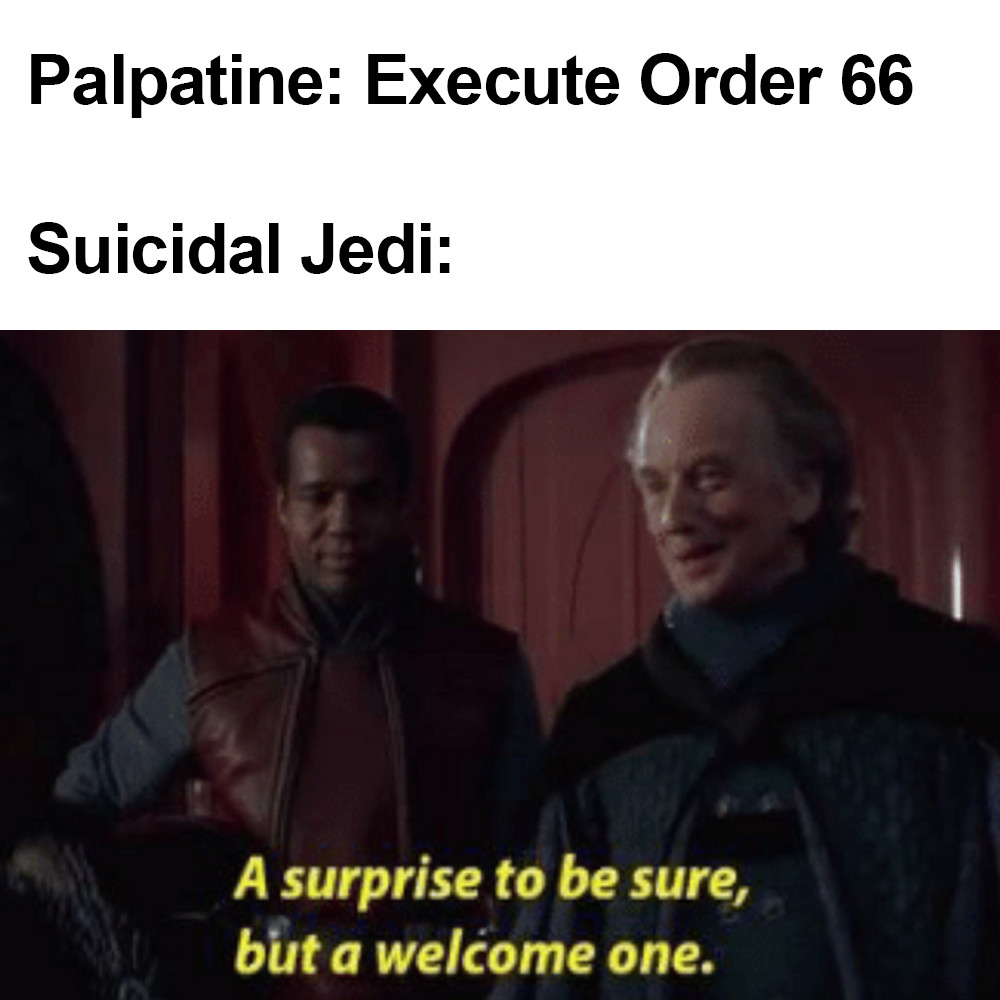 Palpatine: Execute Order 66
Suicidal Jedi:
A surprise to be sure,
but a welcome one.